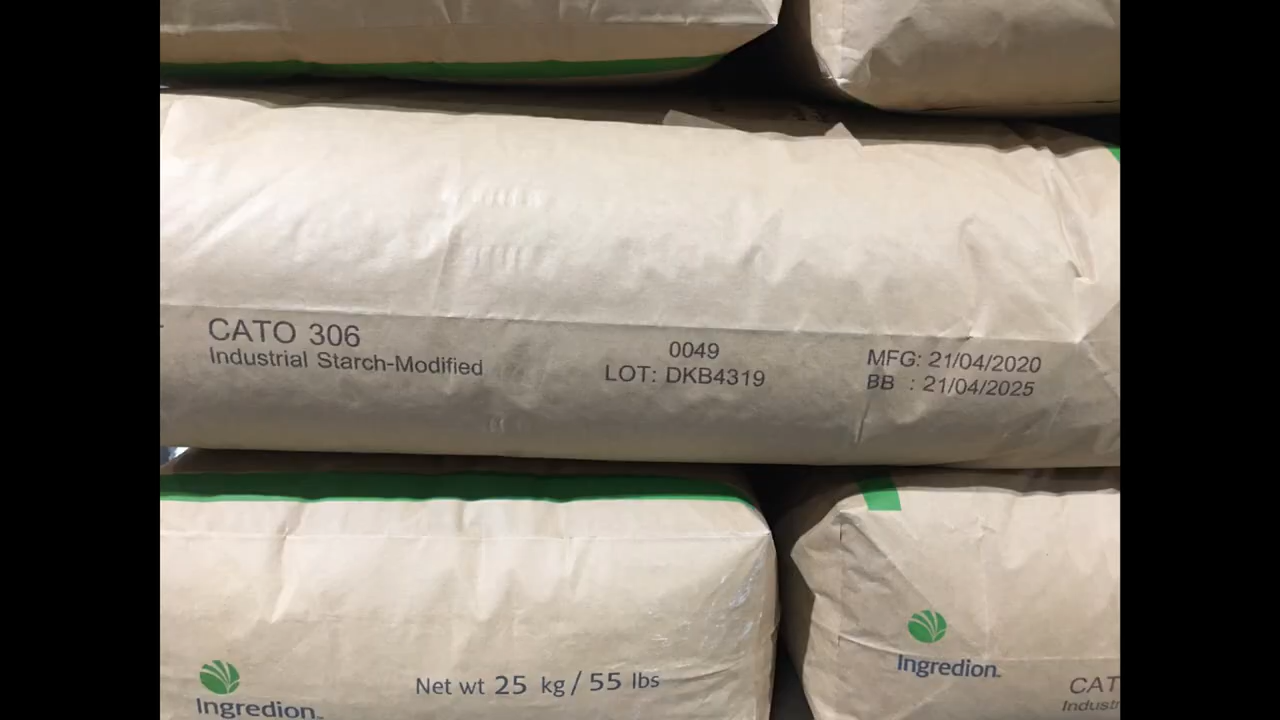 CATO 306
Industrial Starch-Modified
0049
LOT: DKB4319
MFG: 21/04/2020
BB : 21/04/2025
Ingredion
Net wt 25 kg / 55 lbs
Ingredion
CAT
Industr